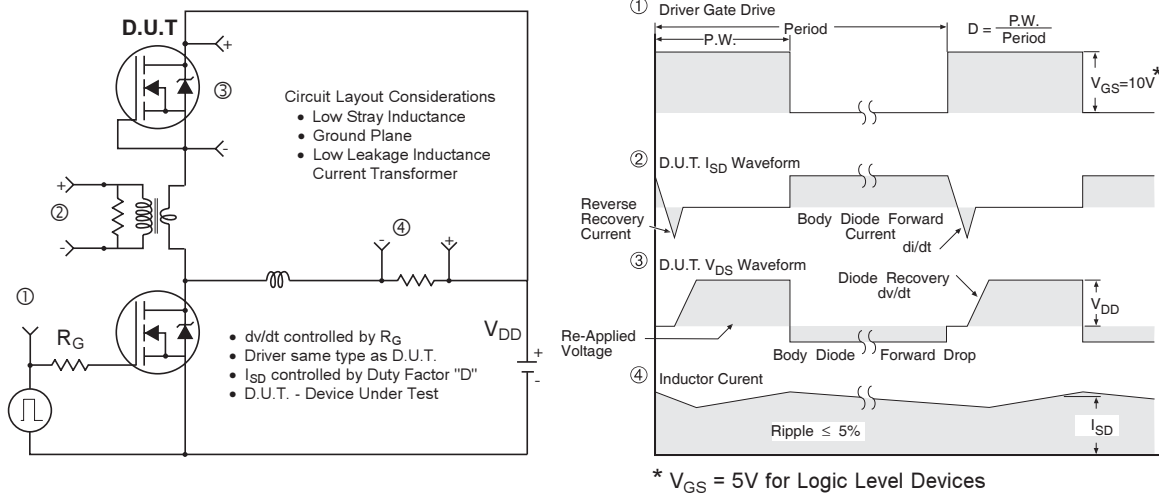 D.U.T
+
③
-
+
②
-
Circuit Layout Considerations
• Low Stray Inductance
• Ground Plane
• Low Leakage Inductance
Current Transformer
④
-
+
①
R_G
• dv/dt controlled by R_G
• Driver same type as D.U.T.
• I_SD controlled by Duty Factor "D"
• D.U.T. - Device Under Test
V_DD
+
-
① Driver Gate Drive
P.W.
Period
D = P.W. / Period
V_GS=10V *
② D.U.T. I_SD Waveform
Reverse
Recovery
Current
Body Diode Forward
Current
di/dt
③ D.U.T. V_DS Waveform
Diode Recovery
dv/dt
V_DD
Re-Applied
Voltage
Body Diode Forward Drop
④ Inductor Curent
Ripple ≤ 5%
I_SD
* V_GS = 5V for Logic Level Devices